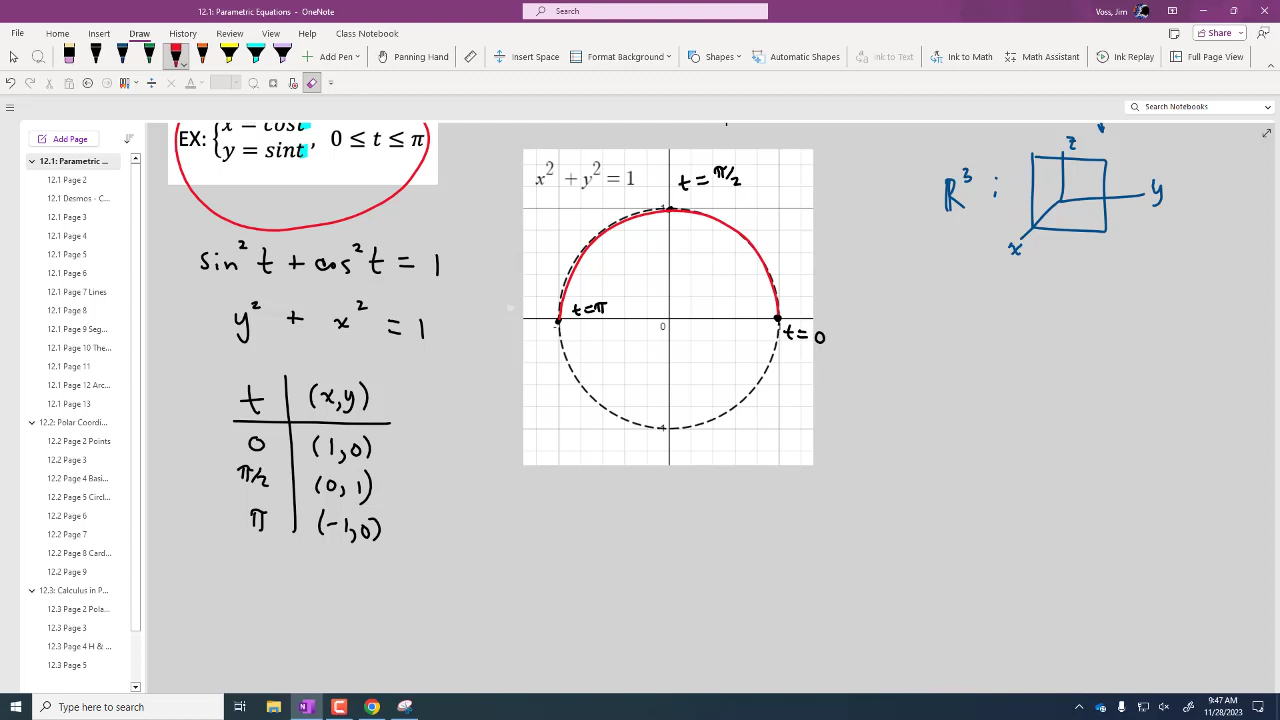 12.1: Parametric Equations - OneNote
Search
Voss, Jim
File Home Insert Draw History Review View Help Class Notebook
Share
Add Pen Panning Hand Insert Space Format Background Shapes Automatic Shapes Ink to Text Ink to Math Math Assistant Ink Replay Full Page View
Search Notebooks
Add Page
12.1: Parametric ...
12.1 Page 2
12.1 Desmos - C...
12.1 Page 3
12.1 Page 4
12.1 Page 5
12.1 Page 6
12.1 Page 7 Lines
12.1 Page 8
12.1 Page 9 Seg...
12.1 Page 10 The...
12.1 Page 11
12.1 Page 12 Arc...
12.1 Page 13
12.2: Polar Coordi...
12.2 Page 2 Points
12.2 Page 3
12.2 Page 4 Basi...
12.2 Page 5 Circl...
12.2 Page 6
12.2 Page 7
12.2 Page 8 Card...
12.2 Page 9
12.3: Calculus in P...
12.3 Page 2 Pola...
12.3 Page 3
12.3 Page 4 H & ...
12.3 Page 5
x = cost
EX: { , 0 ≤ t ≤ π
y = sint
sin² t + cos² t = 1
y² + x² = 1
t (x,y)
0 (1,0)
π/2 (0,1)
π (-1,0)
x² + y² = 1
t = π/2
t=π
0
t=0
ℝ³ :
z
y
x
Type here to search
9:47 AM
11/28/2023